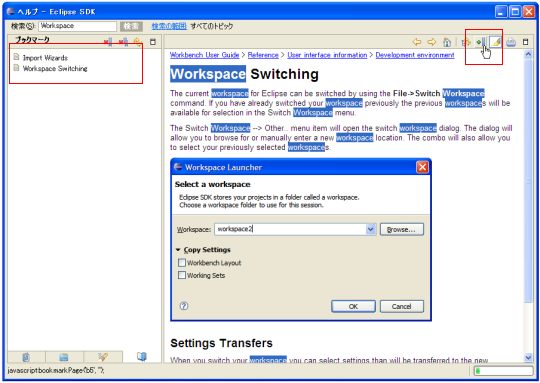 ヘルプ - Eclipse SDK
検索(S): Workspace 検索 検索の範囲: すべてのトピック
ブックマーク
Import Wizards
Workspace Switching
Workbench User Guide > Reference > User interface information > Development environment
Workspace Switching
The current workspace for Eclipse can be switched by using the File->Switch Workspace
command. If you have already switched your workspace previously the previous workspaces will be
available for selection in the Switch Workspace menu.
The Switch Workspace --> Other.. menu item will open the switch workspace dialog. The dialog will
allow you to browse for or manually enter a new workspace location. The combo will also allow you
to select your previously selected workspaces.
Workspace Launcher
Select a workspace
Eclipse SDK stores your projects in a folder called a workspace.
Choose a workspace folder to use for this session.
Workspace: workspace2 Browse...
Copy Settings
Workbench Layout
Working Sets
OK Cancel
Settings Transfers
When you switch your workspace you can select settings than will be transferred to the new
javascript:bookmarkPage('b5', '');